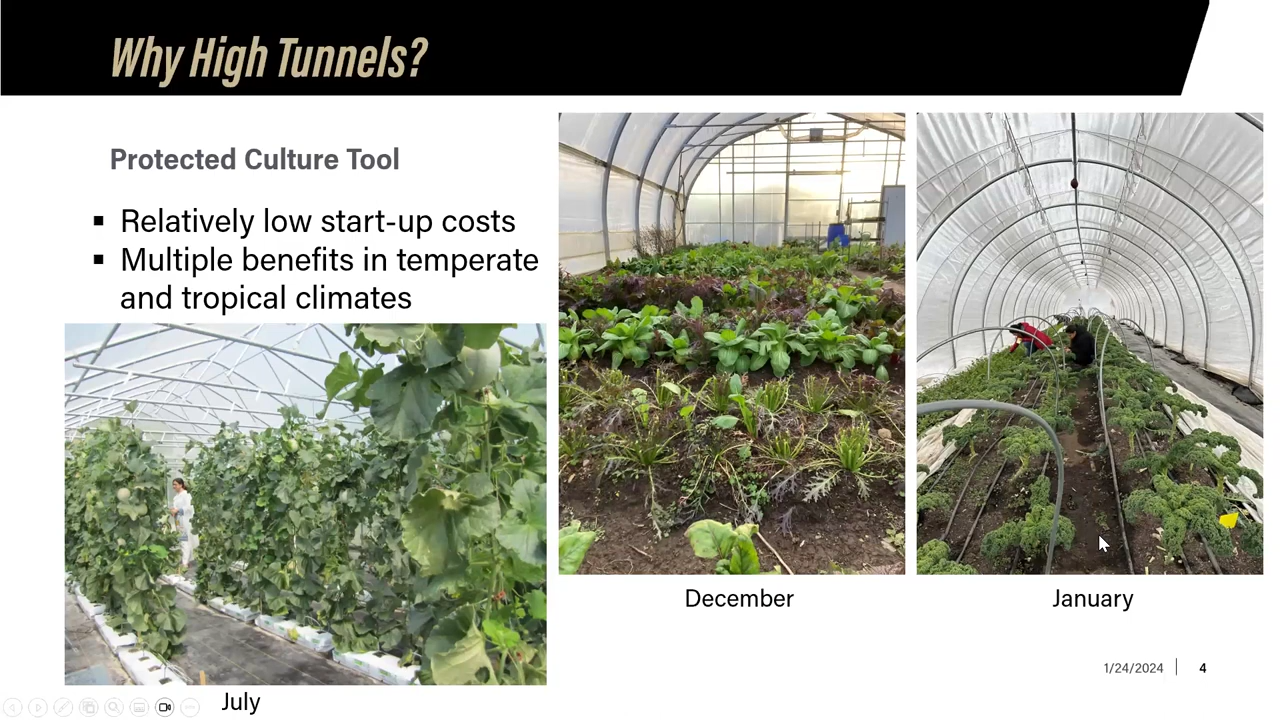 Why High Tunnels?
Protected Culture Tool
▪ Relatively low start-up costs
▪ Multiple benefits in temperate
and tropical climates
December
January
July
1/24/2024 | 4